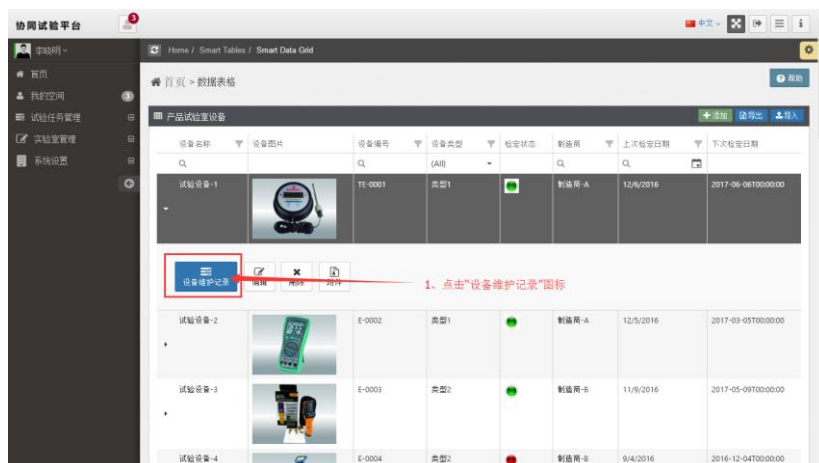 协同试验平台
3
中文
李晓明
Home / Smart Tables / Smart Data Grid
首页
我的空间
3
试验任务管理
实验室管理
系统设置
首页 > 数据表格
帮助
产品试验室设备
添加 导出 导入
设备名称 设备图片 设备编号 设备类型 检定状态 制造商 上次检定日期 下次检定日期
(All)
试验设备-1 TE-0001 类型1 制造商-A 12/6/2016 2017-06-06T00:00:00
设备维护记录 编辑 删除 附件
1、点击"设备维护记录"图标
试验设备-2 E-0002 类型1 制造商-A 12/5/2016 2017-03-05T00:00:00
试验设备-3 E-0003 类型2 制造商-B 11/9/2016 2017-05-09T00:00:00
试验设备-4 E-0004 类型2 制造商-B 9/4/2016 2016-12-04T00:00:00